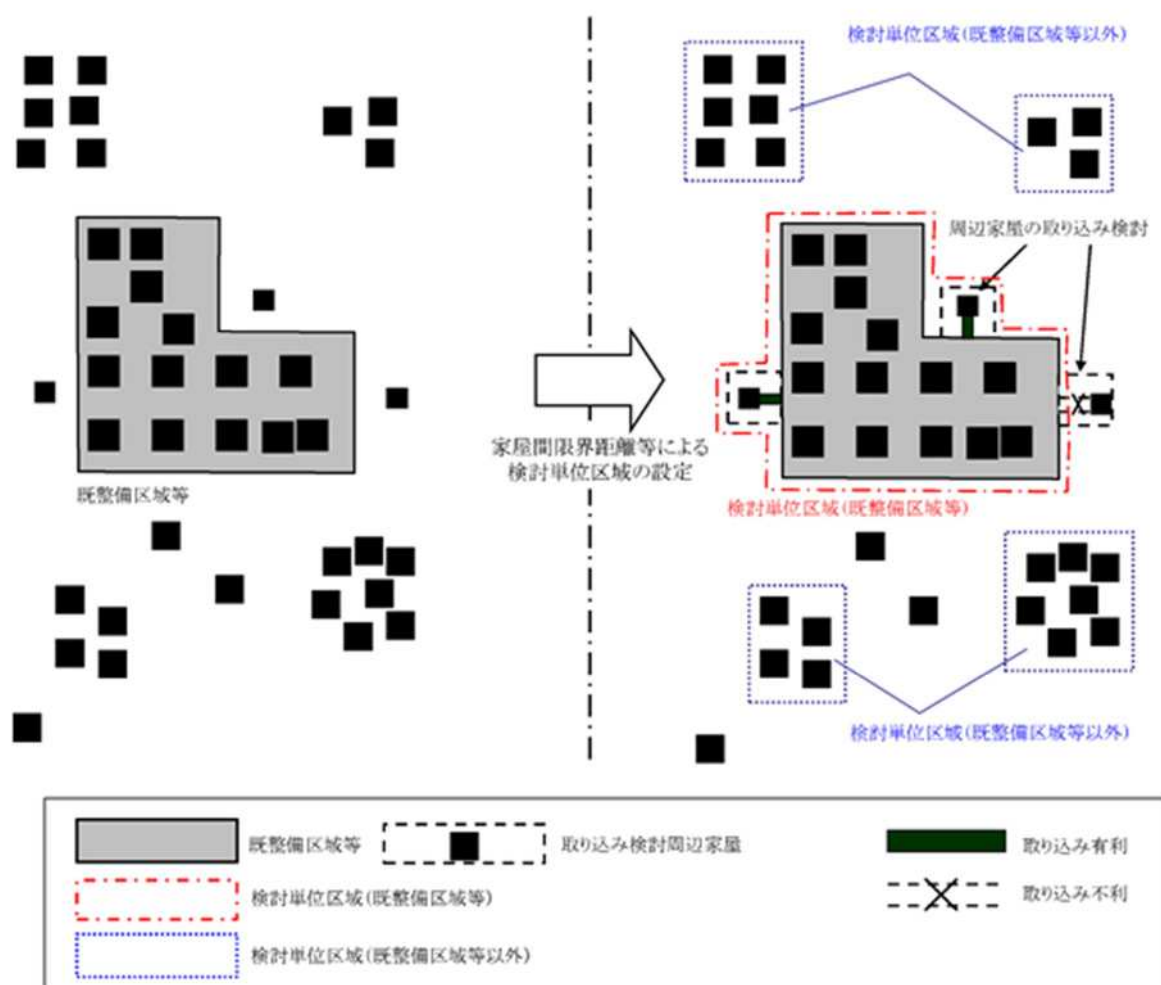 検討単位区域(既整備区域等以外)
周辺家屋の取り込み検討
家屋間限界距離等による
検討単位区域の設定
既整備区域等
検討単位区域(既整備区域等)
検討単位区域(既整備区域等以外)
既整備区域等
取り込み検討周辺家屋
取り込み有利
検討単位区域(既整備区域等)
取り込み不利
検討単位区域(既整備区域等以外)